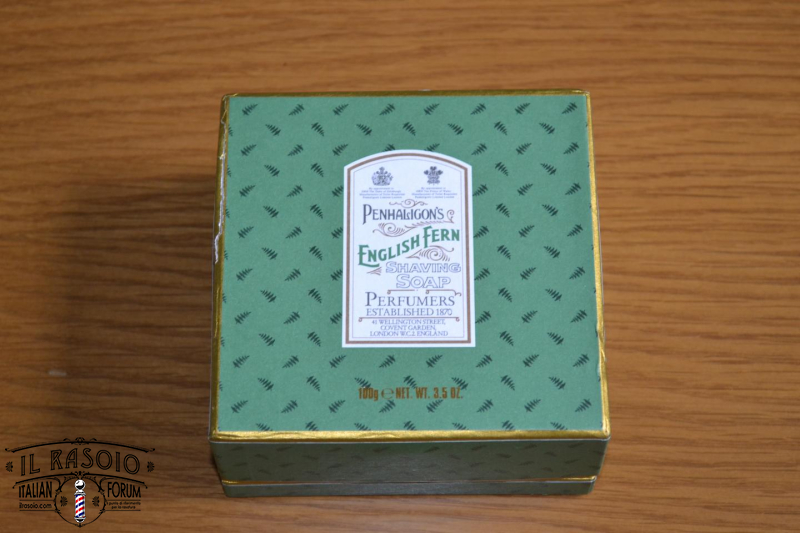 PENHALIGON'S
ENGLISH FERN
SHAVING
SOAP
PERFUMERS
ESTABLISHED 1870
41 WELLINGTON STREET,
COVENT GARDEN,
LONDON W.C.2. ENGLAND
100g ℮ NET. WT. 3.5 OZ.
IL RASOIO
ITALIAN FORUM
ilrasoio.com